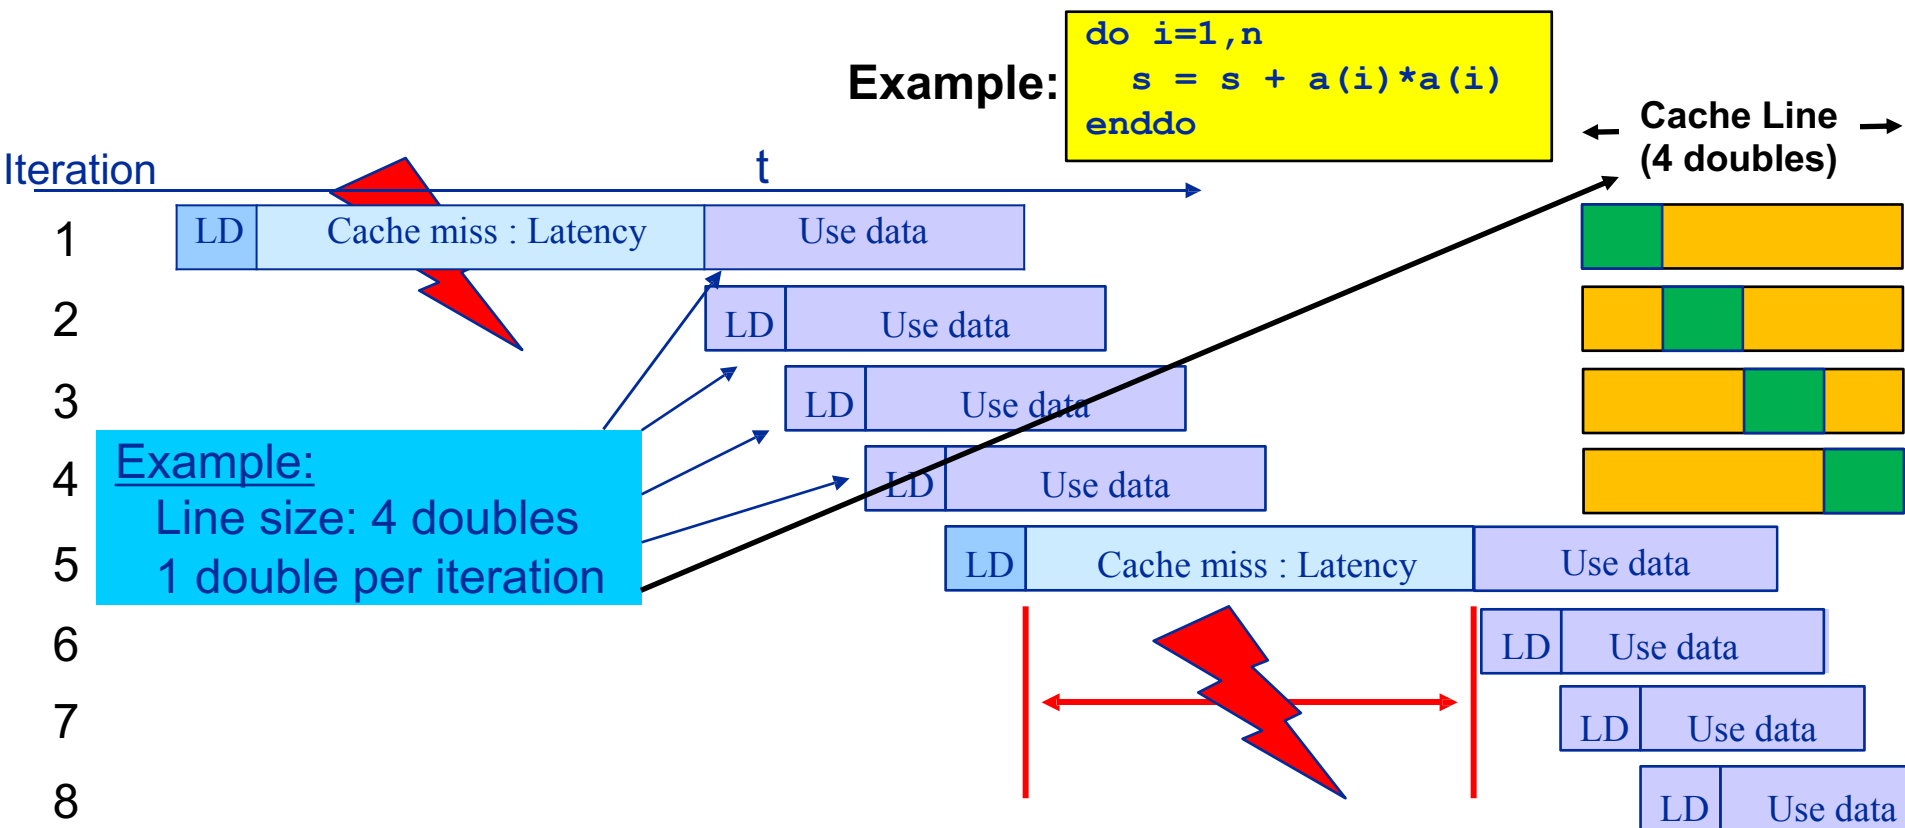 Example:
do i=1,n
s = s + a(i)*a(i)
enddo
Cache Line
(4 doubles)
Iteration
t
1
LD
Cache miss : Latency
Use data
2
LD
Use data
3
LD
Use data
4
LD
Use data
Example:
Line size: 4 doubles
1 double per iteration
5
LD
Cache miss : Latency
Use data
6
LD
Use data
7
LD
Use data
8
LD
Use data